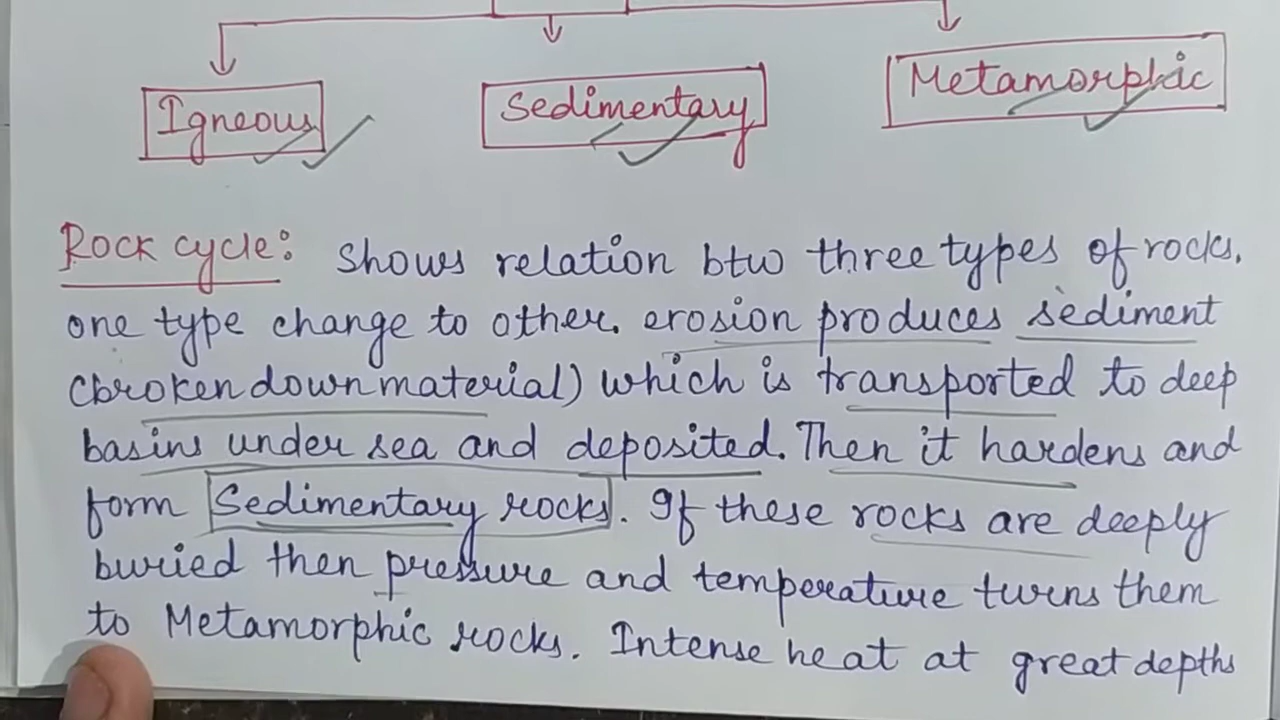 Igneous
Sedimentary
Metamorphic
Rock cycle: shows relation btw three types of rocks.
one type change to other. erosion produces sediment
(broken down material) which is transported to deep
basins under sea and deposited. Then it hardens and
form Sedimentary rocks. If these rocks are deeply
buried then pressure and temperature turns them
to Metamorphic rocks. Intense heat at great depths